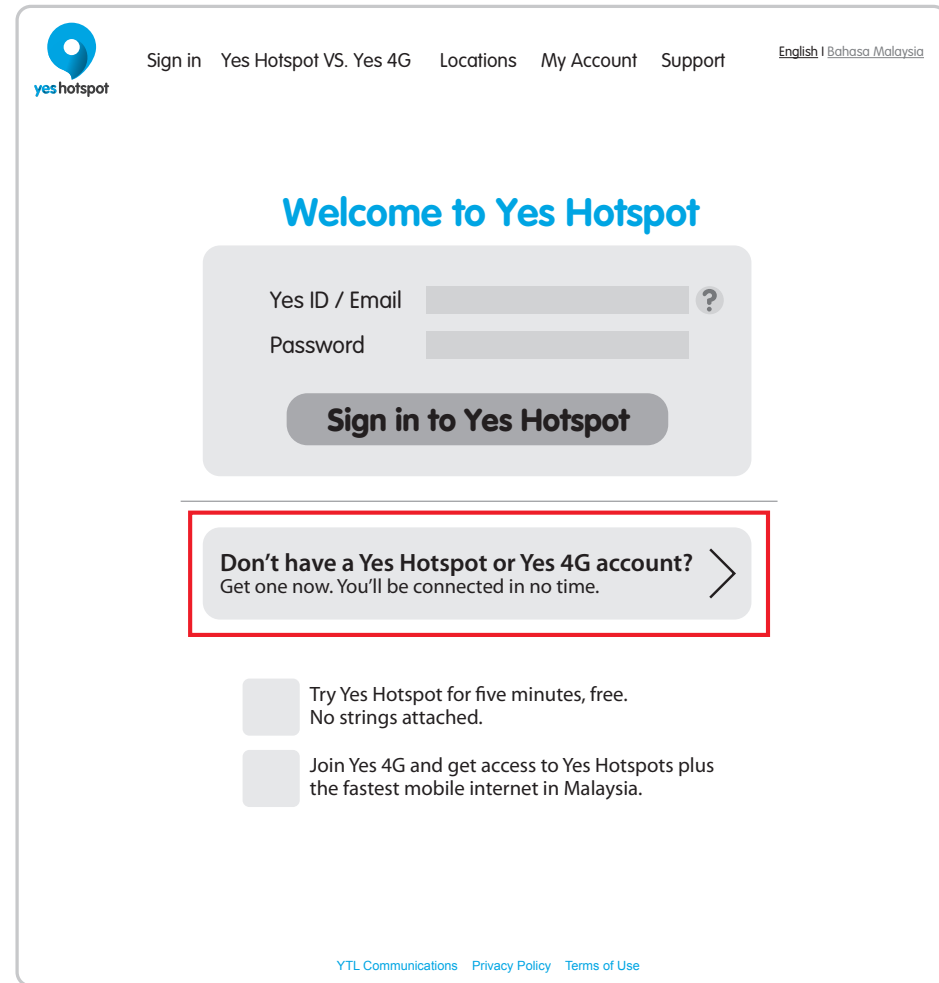 yes hotspot
Sign in Yes Hotspot VS. Yes 4G Locations My Account Support
English | Bahasa Malaysia
Welcome to Yes Hotspot
Yes ID / Email ?
Password
Sign in to Yes Hotspot
Don't have a Yes Hotspot or Yes 4G account?
Get one now. You'll be connected in no time.
Try Yes Hotspot for five minutes, free.
No strings attached.
Join Yes 4G and get access to Yes Hotspots plus
the fastest mobile internet in Malaysia.
YTL Communications Privacy Policy Terms of Use